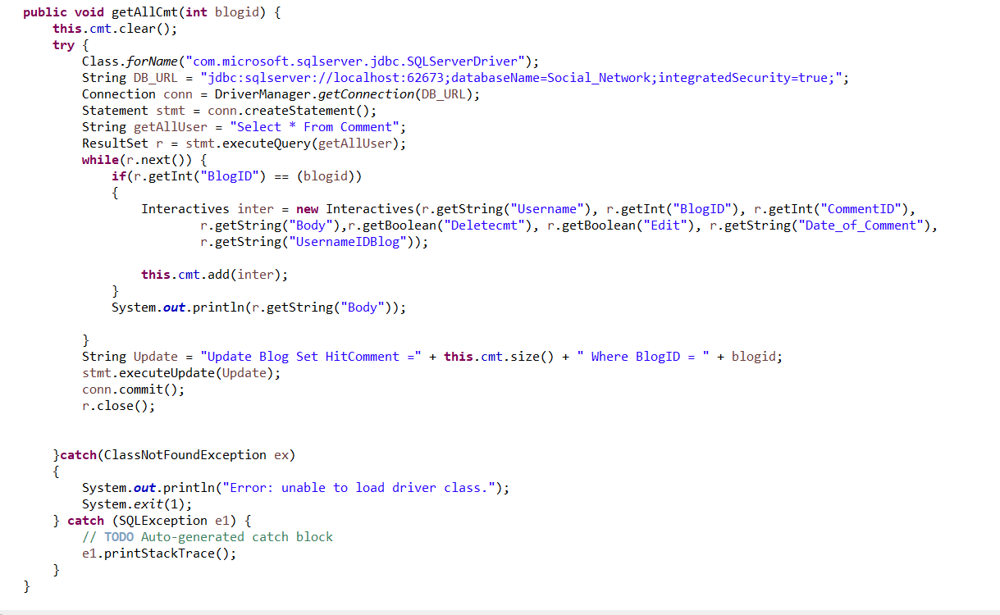 public void getAllCmt(int blogid) {
this.cmt.clear();
try {
Class.forName("com.microsoft.sqlserver.jdbc.SQLServerDriver");
String DB_URL = "jdbc:sqlserver://localhost:62673;databaseName=Social_Network;integratedSecurity=true;";
Connection conn = DriverManager.getConnection(DB_URL);
Statement stmt = conn.createStatement();
String getAllUser = "Select * From Comment";
ResultSet r = stmt.executeQuery(getAllUser);
while(r.next()) {
if(r.getInt("BlogID") == (blogid))
{
Interactives inter = new Interactives(r.getString("Username"), r.getInt("BlogID"), r.getInt("CommentID"),
r.getString("Body"),r.getBoolean("Deletecmt"), r.getBoolean("Edit"), r.getString("Date_of_Comment"),
r.getString("UsernameIDBlog"));
this.cmt.add(inter);
}
System.out.println(r.getString("Body"));
}
String Update = "Update Blog Set HitComment =" + this.cmt.size() + " Where BlogID = " + blogid;
stmt.executeUpdate(Update);
conn.commit();
r.close();
}catch(ClassNotFoundException ex)
{
System.out.println("Error: unable to load driver class.");
System.exit(1);
} catch (SQLException e1) {
// TODO Auto-generated catch block
e1.printStackTrace();
}
}